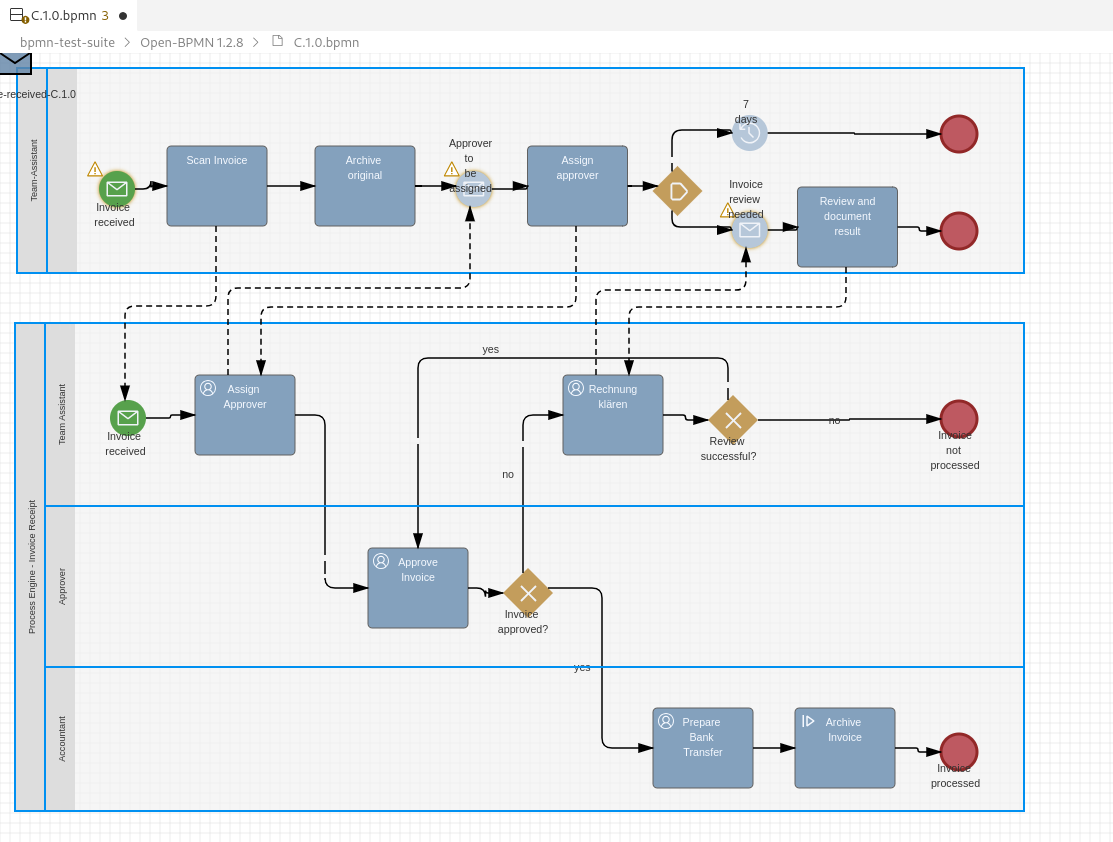 C.1.0.bpmn 3
bpmn-test-suite
Open-BPMN 1.2.8
C.1.0.bpmn
e-received-C.1.0
Team-Assistant
Invoice
received
Scan Invoice
Archive
original
Approver
to
be
assigned
Assign
approver
7
days
Invoice
review
needed
Review and
document
result
Process Engine - Invoice Receipt
Team Assistant
Invoice
received
Assign
Approver
yes
Rechnung
klären
Review
successful?
no
Invoice
not
processed
no
Approver
Approve
Invoice
Invoice
approved?
yes
Accountant
Prepare
Bank
Transfer
Archive
Invoice
Invoice
processed